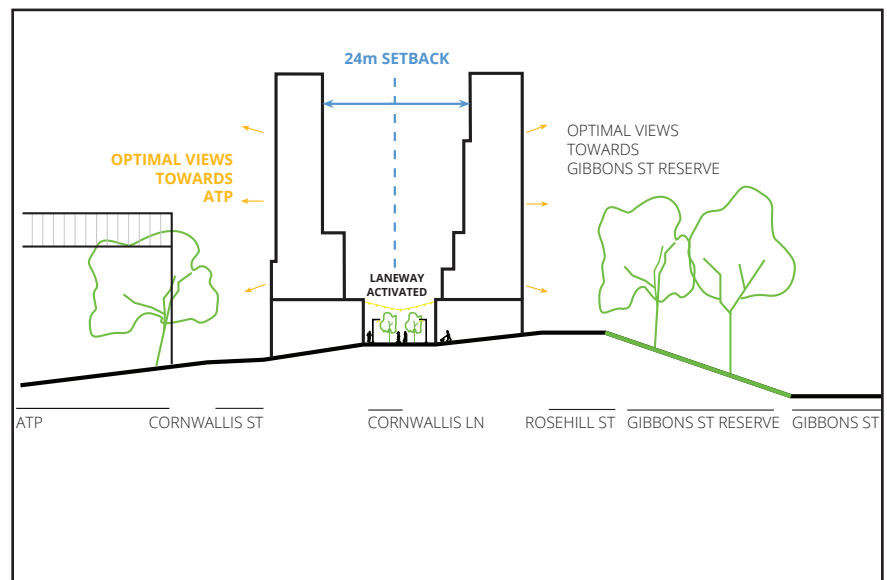 24m SETBACK
OPTIMAL VIEWS
TOWARDS
ATP
OPTIMAL VIEWS
TOWARDS
GIBBONS ST RESERVE
LANEWAY
ACTIVATED
ATP
CORNWALLIS ST
CORNWALLIS LN
ROSEHILL ST
GIBBONS ST RESERVE
GIBBONS ST